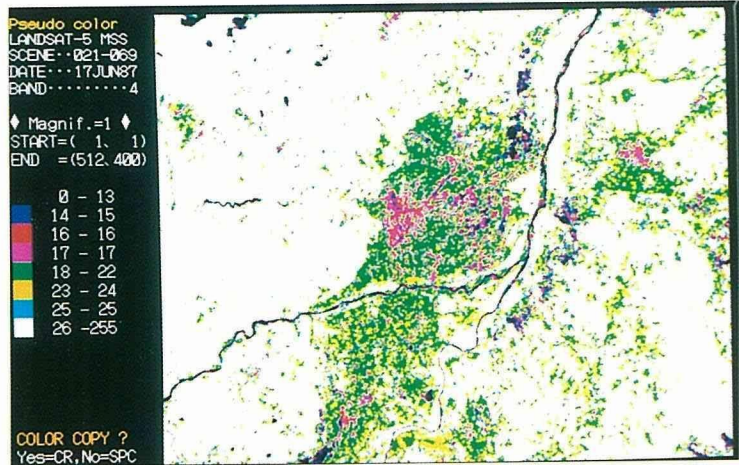 Pseudo color
LANDSAT-5 MSS
SCENE··021-069
DATE···17JUN87
BAND·········4
♦ Magnif.=1 ♦
START=( 1、 1)
END =(512、400)
0 - 13
14 - 15
16 - 16
17 - 17
18 - 22
23 - 24
25 - 25
26 -255
COLOR COPY ?
Yes=CR,No=SPC